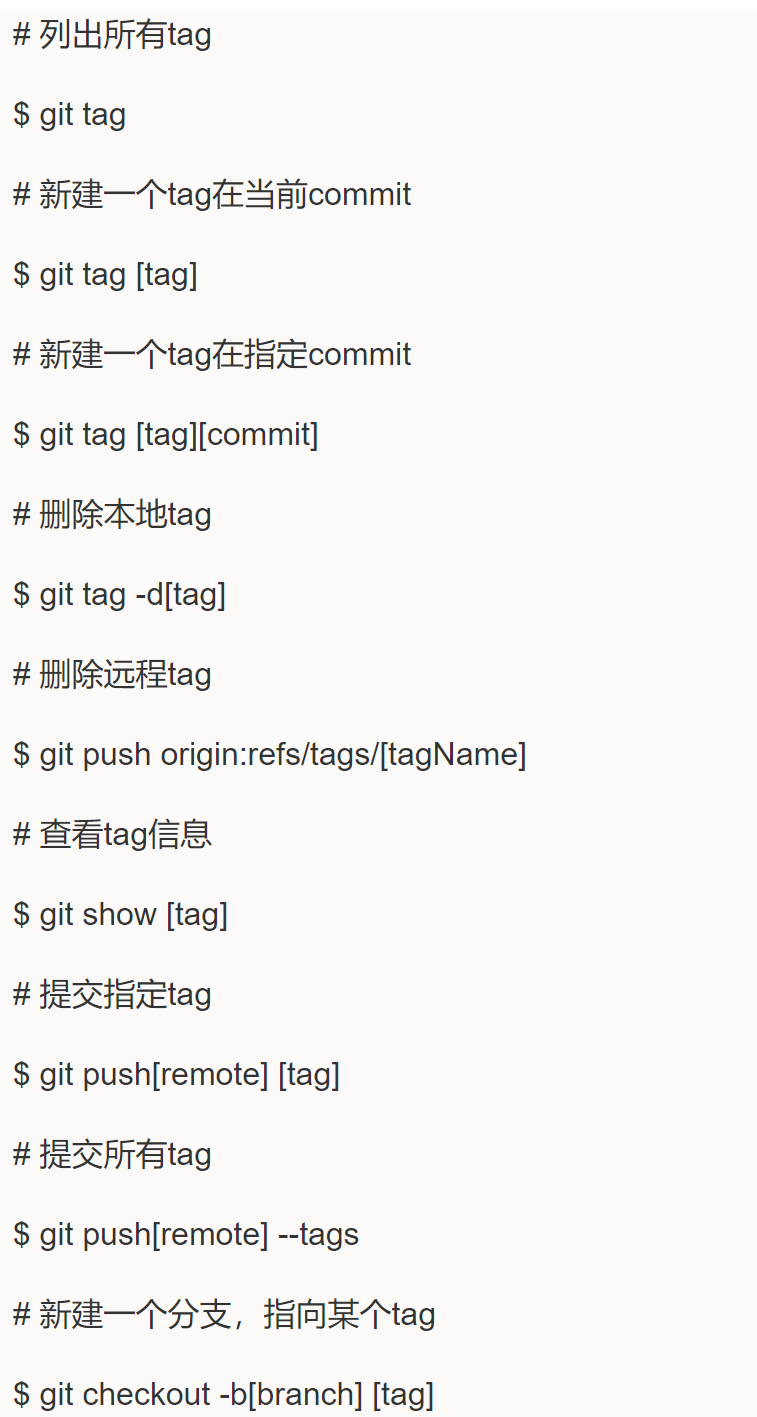 # 列出所有tag
$ git tag
# 新建一个tag在当前commit
$ git tag [tag]
# 新建一个tag在指定commit
$ git tag [tag][commit]
# 删除本地tag
$ git tag -d[tag]
# 删除远程tag
$ git push origin:refs/tags/[tagName]
# 查看tag信息
$ git show [tag]
# 提交指定tag
$ git push[remote] [tag]
# 提交所有tag
$ git push[remote] --tags
# 新建一个分支，指向某个tag
$ git checkout -b[branch] [tag]